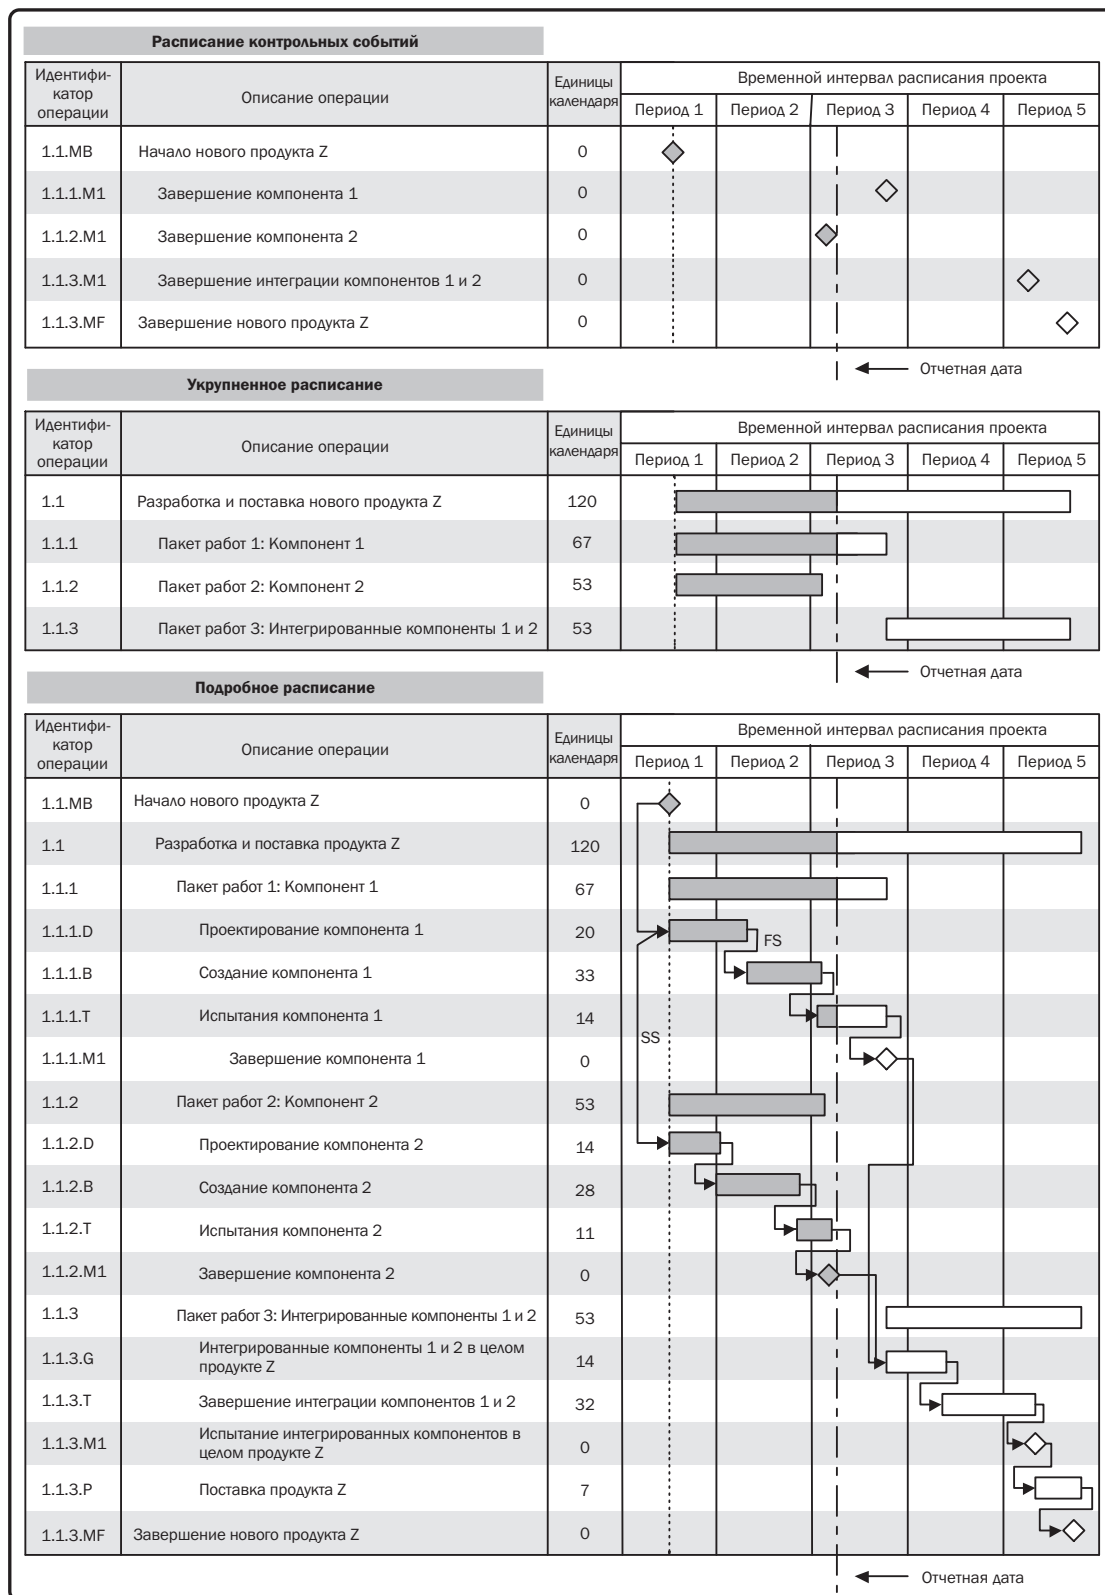 Расписание контрольных событий
Идентифи-
катор
операции
Описание операции
Единицы
календаря
Временной интервал расписания проекта
Период 1 Период 2 Период 3 Период 4 Период 5
1.1.MB Начало нового продукта Z 0
1.1.1.M1 Завершение компонента 1 0
1.1.2.M1 Завершение компонента 2 0
1.1.3.M1 Завершение интеграции компонентов 1 и 2 0
1.1.3.MF Завершение нового продукта Z 0
Отчетная дата
Укрупненное расписание
Идентифи-
катор
операции
Описание операции
Единицы
календаря
Временной интервал расписания проекта
Период 1 Период 2 Период 3 Период 4 Период 5
1.1 Разработка и поставка нового продукта Z 120
1.1.1 Пакет работ 1: Компонент 1 67
1.1.2 Пакет работ 2: Компонент 2 53
1.1.3 Пакет работ 3: Интегрированные компоненты 1 и 2 53
Отчетная дата
Подробное расписание
Идентифи-
катор
операции
Описание операции
Единицы
календаря
Временной интервал расписания проекта
Период 1 Период 2 Период 3 Период 4 Период 5
1.1.MB Начало нового продукта Z 0
1.1 Разработка и поставка продукта Z 120
1.1.1 Пакет работ 1: Компонент 1 67
1.1.1.D Проектирование компонента 1 20
FS
1.1.1.B Создание компонента 1 33
1.1.1.T Испытания компонента 1 14
SS
1.1.1.M1 Завершение компонента 1 0
1.1.2 Пакет работ 2: Компонент 2 53
1.1.2.D Проектирование компонента 2 14
1.1.2.B Создание компонента 2 28
1.1.2.T Испытания компонента 2 11
1.1.2.M1 Завершение компонента 2 0
1.1.3 Пакет работ 3: Интегрированные компоненты 1 и 2 53
1.1.3.G Интегрированные компоненты 1 и 2 в целом
продукте Z 14
1.1.3.T Завершение интеграции компонентов 1 и 2 32
1.1.3.M1 Испытание интегрированных компонентов в
целом продукте Z 0
1.1.3.P Поставка продукта Z 7
1.1.3.MF Завершение нового продукта Z 0
Отчетная дата